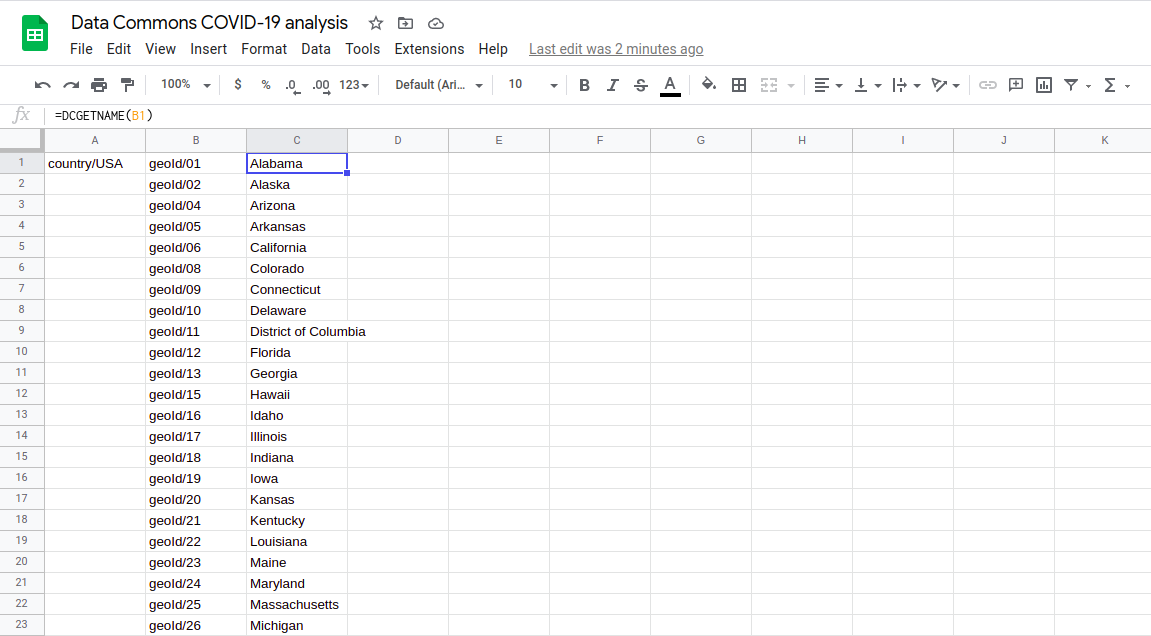 Data Commons COVID-19 analysis
File Edit View Insert Format Data Tools Extensions Help Last edit was 2 minutes ago
100% $ % .0 .00 123 Default (Ari... 10 B I S A Σ
fx =DCGETNAME(B1)
A B C D E F G H I J K
1 country/USA geoId/01 Alabama
2 geoId/02 Alaska
3 geoId/04 Arizona
4 geoId/05 Arkansas
5 geoId/06 California
6 geoId/08 Colorado
7 geoId/09 Connecticut
8 geoId/10 Delaware
9 geoId/11 District of Columbia
10 geoId/12 Florida
11 geoId/13 Georgia
12 geoId/15 Hawaii
13 geoId/16 Idaho
14 geoId/17 Illinois
15 geoId/18 Indiana
16 geoId/19 Iowa
17 geoId/20 Kansas
18 geoId/21 Kentucky
19 geoId/22 Louisiana
20 geoId/23 Maine
21 geoId/24 Maryland
22 geoId/25 Massachusetts
23 geoId/26 Michigan